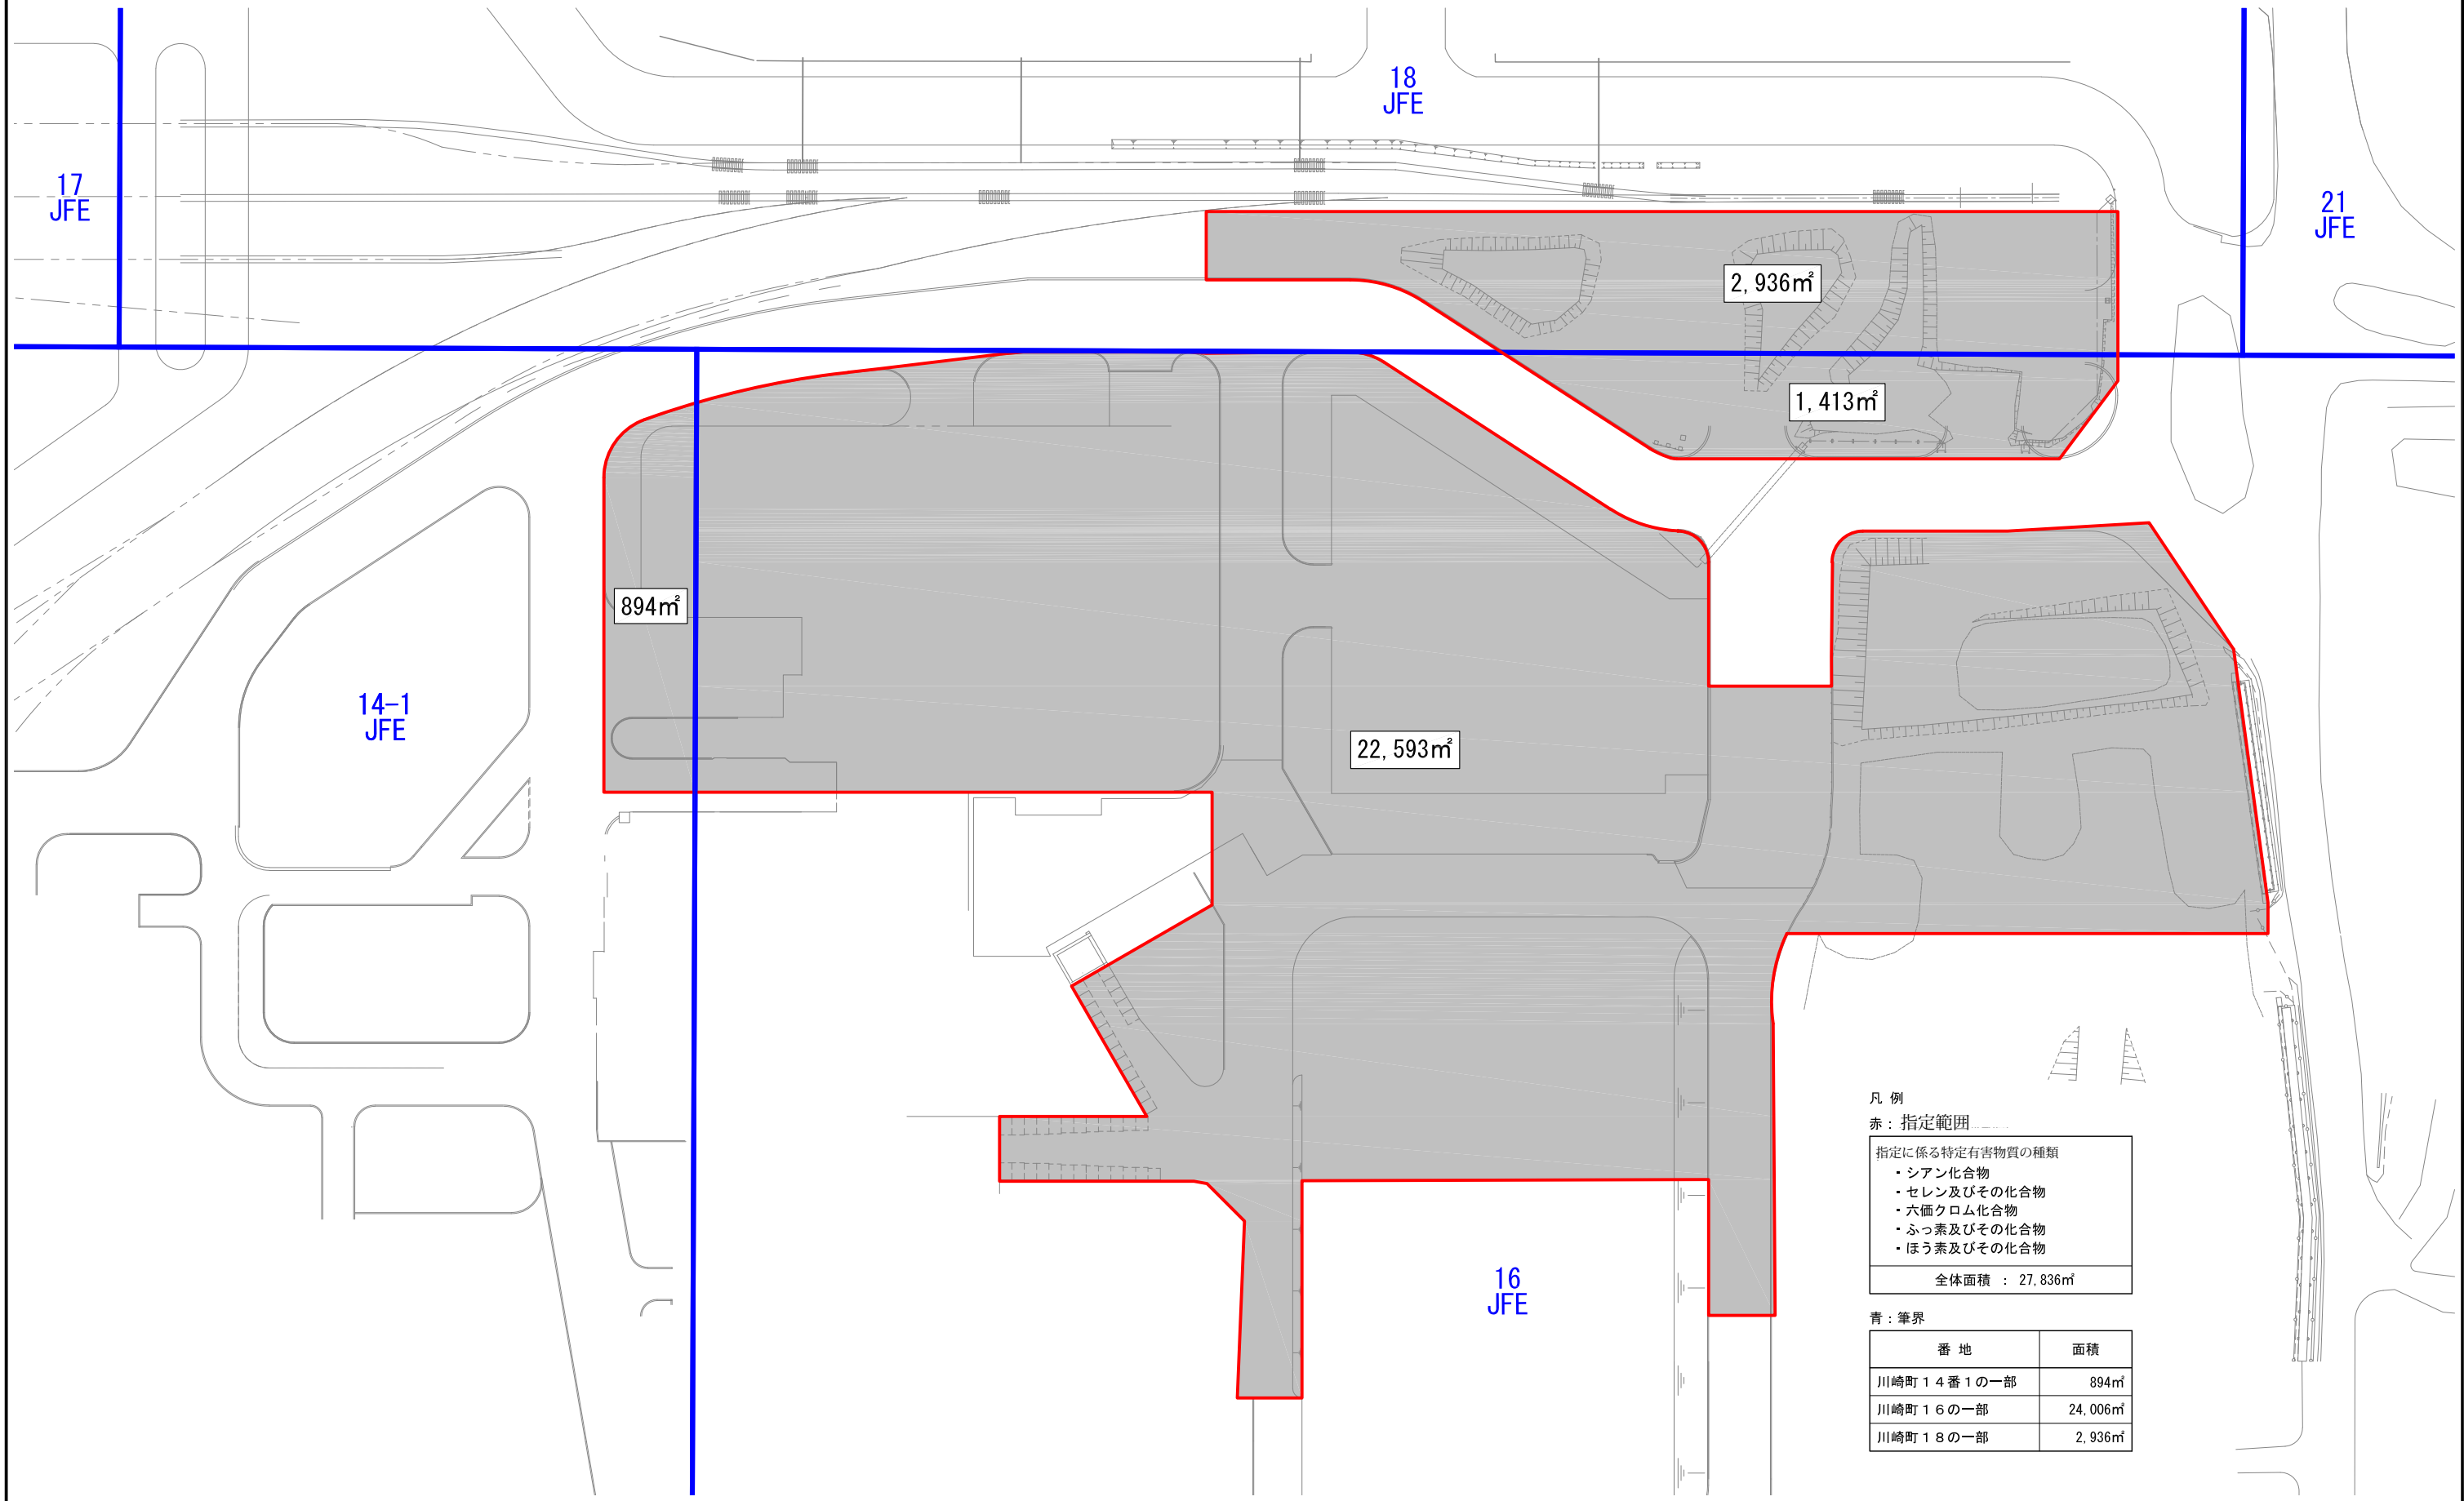 18
JFE
17
JFE
21
JFE
2,936㎡
1,413㎡
894㎡
14-1
JFE
22,593㎡
16
JFE
凡 例
赤：指定範囲
指定に係る特定有害物質の種類
・シアン化合物
・セレン及びその化合物
・六価クロム化合物
・ふっ素及びその化合物
・ほう素及びその化合物
全体面積 ： 27,836㎡
青：筆界
番 地 面積
川崎町１４番１の一部 894㎡
川崎町１６の一部 24,006㎡
川崎町１８の一部 2,936㎡